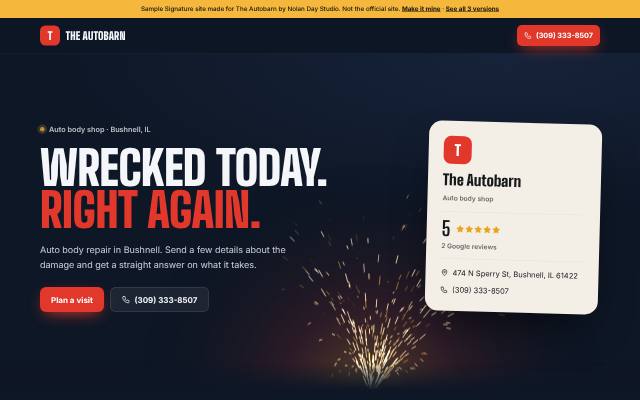 Sample Signature site made for The Autobarn by Nolan Day Studio. Not the official site. Make it mine · See all 3 versions
T THE AUTOBARN
(309) 333-8507
Auto body shop · Bushnell, IL
WRECKED TODAY.
RIGHT AGAIN.
Auto body repair in Bushnell. Send a few details about the
damage and get a straight answer on what it takes.
Plan a visit
(309) 333-8507
T
The Autobarn
Auto body shop
5 ★★★★★
2 Google reviews
474 N Sperry St, Bushnell, IL 61422
(309) 333-8507